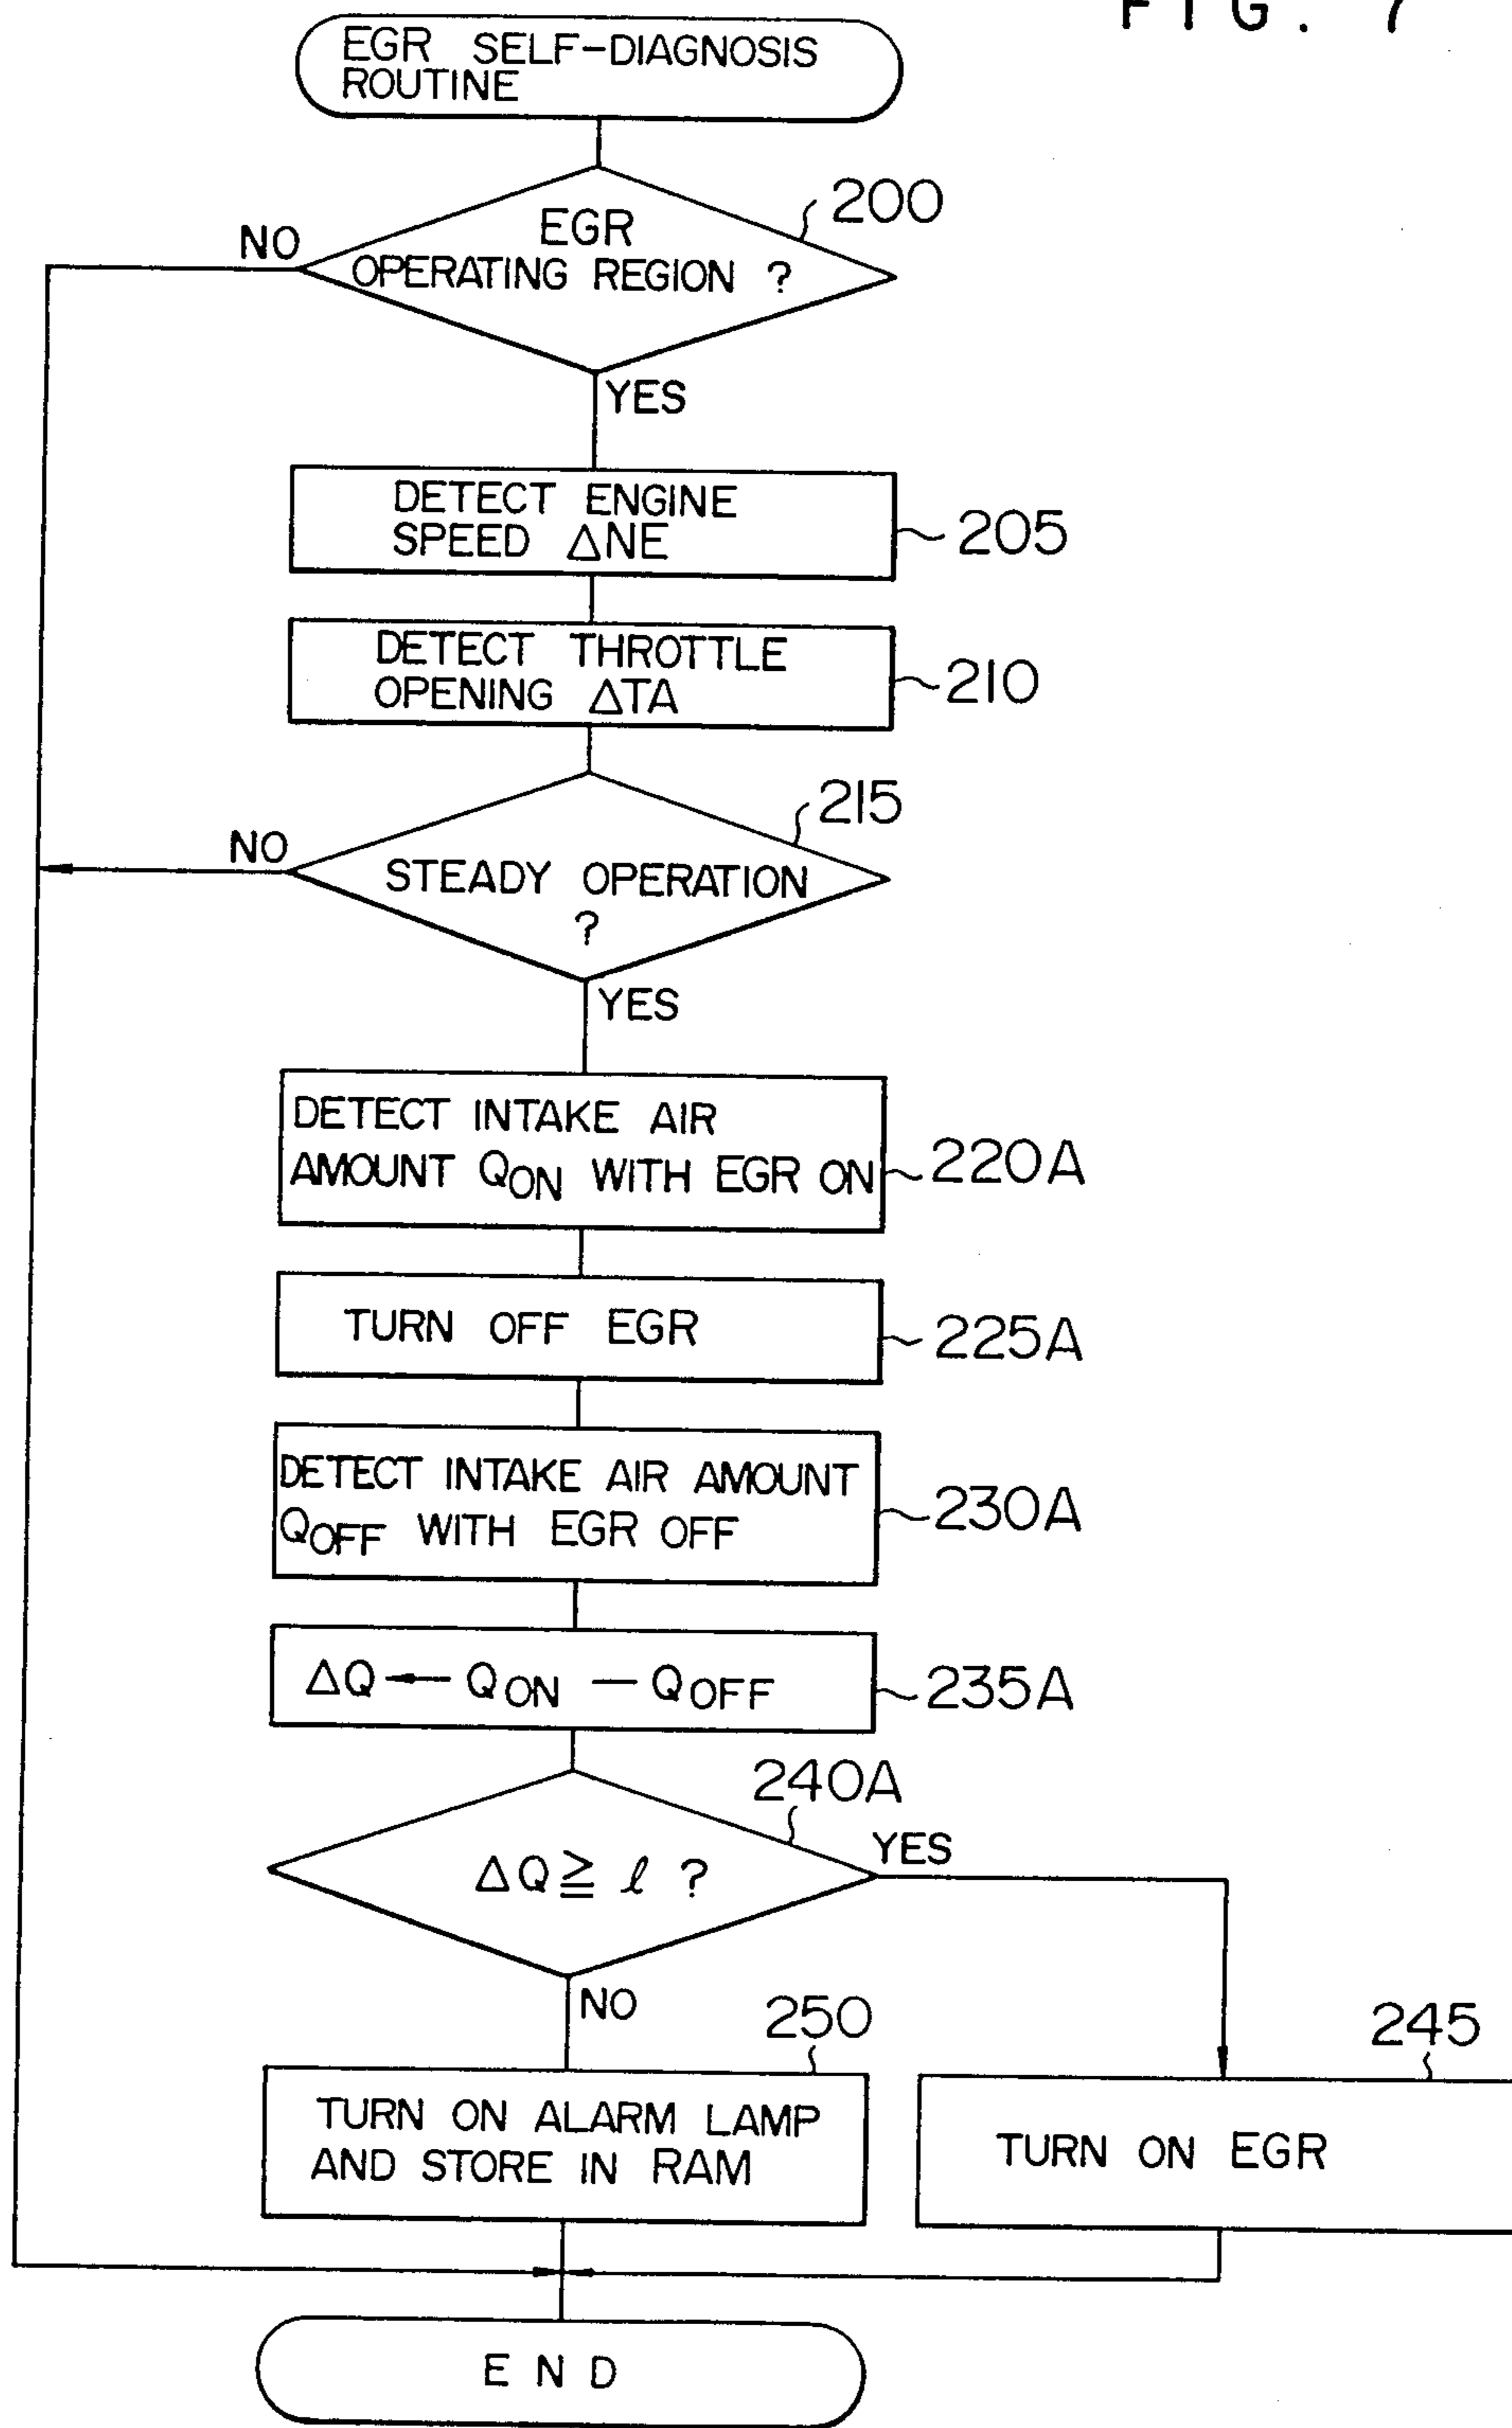 FIG. 7
EGR SELF-DIAGNOSIS
ROUTINE
200
NO
EGR
OPERATING REGION ?
YES
DETECT ENGINE
SPEED ΔNE
205
DETECT THROTTLE
OPENING ΔTA
210
215
NO
STEADY OPERATION
?
YES
DETECT INTAKE AIR
AMOUNT QON WITH EGR ON
220A
TURN OFF EGR
225A
DETECT INTAKE AIR AMOUNT
QOFF WITH EGR OFF
230A
ΔQ ← QON — QOFF
235A
240A
YES
ΔQ ≧ ℓ ?
NO
250
245
TURN ON ALARM LAMP
AND STORE IN RAM
TURN ON EGR
END